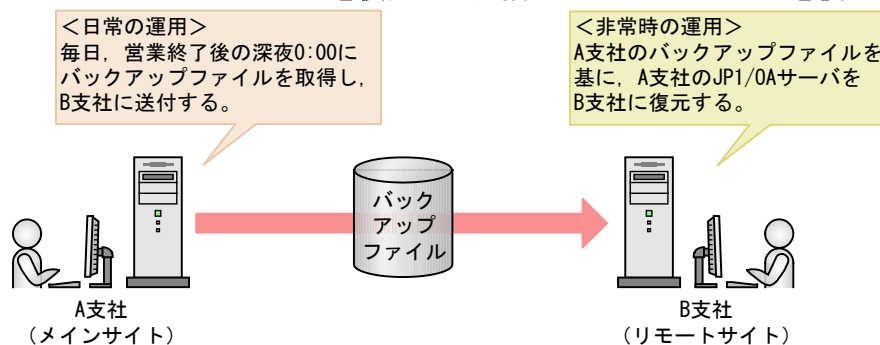 <日常の運用>
毎日，営業終了後の深夜0:00に
バックアップファイルを取得し，
B支社に送付する。
<非常時の運用>
A支社のバックアップファイルを
基に，A支社のJP1/OAサーバを
B支社に復元する。
バック
アップ
ファイル
A支社
（メインサイト）
B支社
（リモートサイト）